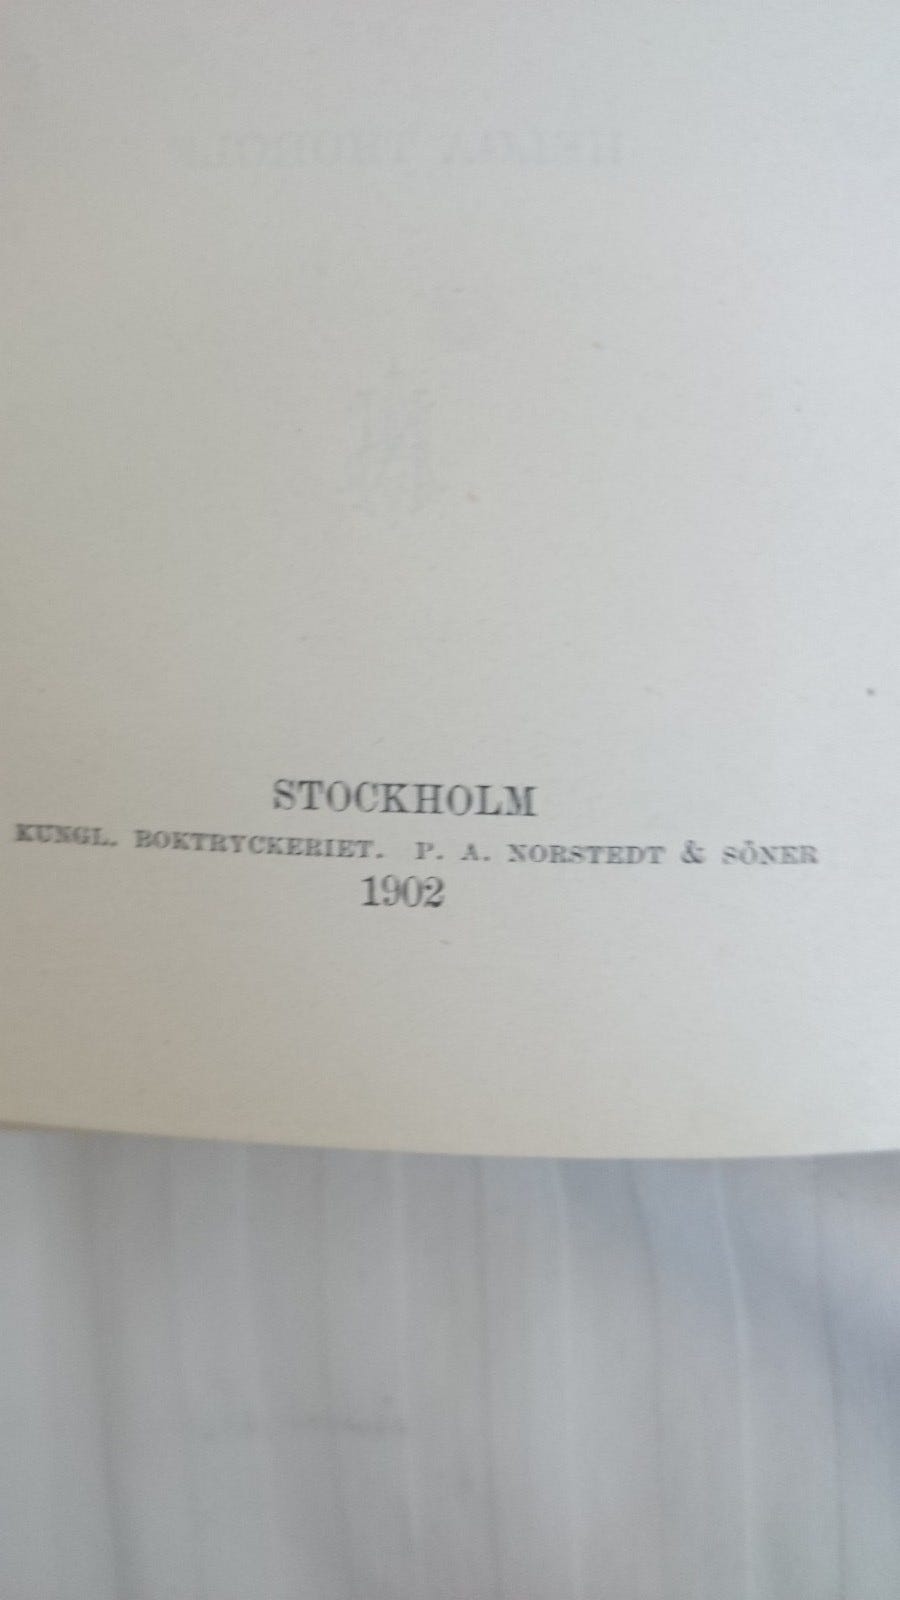 STOCKHOLM
KUNGL. BOKTRYCKERIET. P. A. NORSTEDT & SÖNER
1902